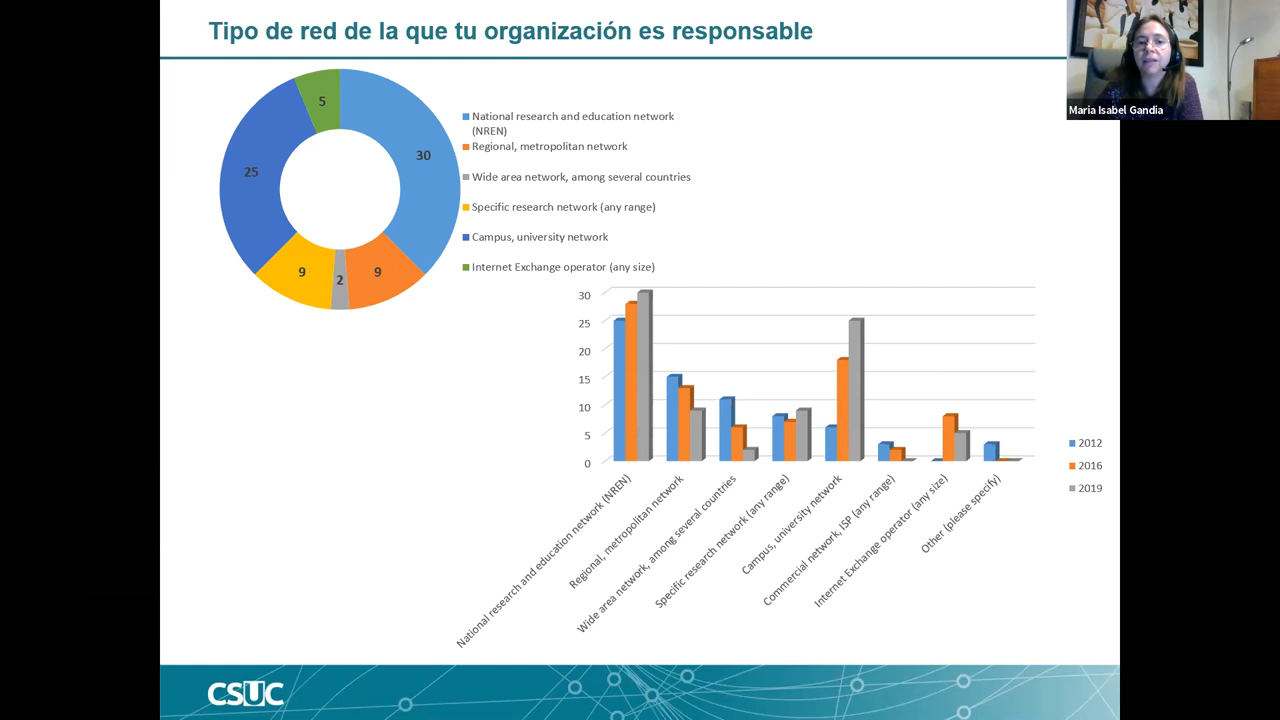 Tipo de red de la que tu organización es responsable
Maria Isabel Gandia
5
30
25
9
2
9
National research and education network
(NREN)
Regional, metropolitan network
Wide area network, among several countries
Specific research network (any range)
Campus, university network
Internet Exchange operator (any size)
30
25
20
15
10
5
0
National research and education network (NREN)
Regional, metropolitan network
Wide area network, among several countries
Specific research network (any range)
Campus, university network
Commercial network, ISP (any range)
Internet Exchange operator (any size)
Other (please specify)
2012
2016
2019
CSUC